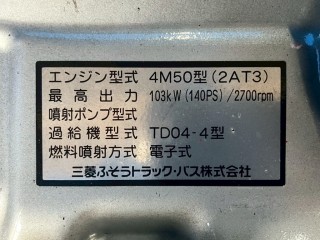 エンジン型式 4M50型(2AT3)
最高出力 103kW(140PS)/2700rpm
噴射ポンプ型式
過給機型式 TD04-4型
燃料噴射方式 電子式
三菱ふそうトラック・バス株式会社